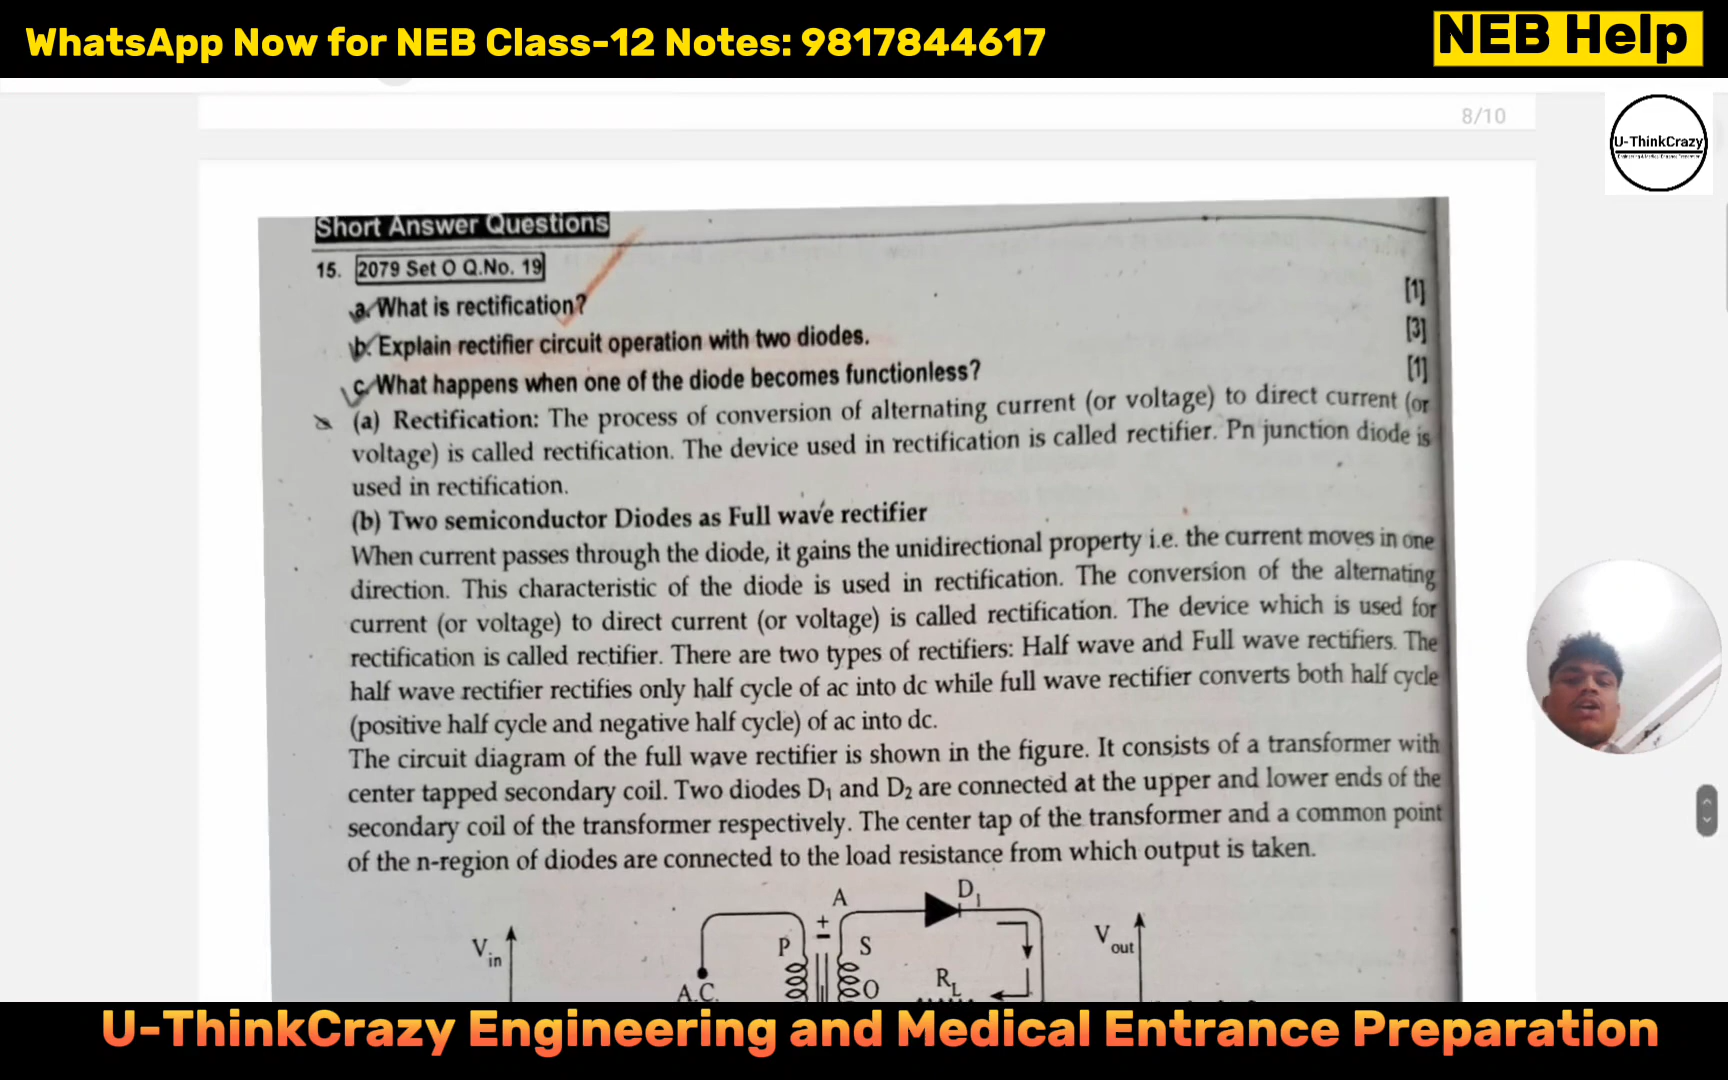 WhatsApp Now for NEB Class-12 Notes: 9817844617
NEB Help
8/10
U-ThinkCrazy
Short Answer Questions
15. 2079 Set O Q.No. 19
a. What is rectification? [1]
b. Explain rectifier circuit operation with two diodes. [3]
c. What happens when one of the diode becomes functionless? [1]
(a) Rectification: The process of conversion of alternating current (or voltage) to direct current (or
voltage) is called rectification. The device used in rectification is called rectifier. Pn junction diode is
used in rectification.
(b) Two semiconductor Diodes as Full wave rectifier
When current passes through the diode, it gains the unidirectional property i.e. the current moves in one
direction. This characteristic of the diode is used in rectification. The conversion of the alternating
current (or voltage) to direct current (or voltage) is called rectification. The device which is used for
rectification is called rectifier. There are two types of rectifiers: Half wave and Full wave rectifiers. The
half wave rectifier rectifies only half cycle of ac into dc while full wave rectifier converts both half cycle
(positive half cycle and negative half cycle) of ac into dc.
The circuit diagram of the full wave rectifier is shown in the figure. It consists of a transformer with
center tapped secondary coil. Two diodes D₁ and D₂ are connected at the upper and lower ends of the
secondary coil of the transformer respectively. The center tap of the transformer and a common point
of the n-region of diodes are connected to the load resistance from which output is taken.
A D₁
+
Vin P S Vout
A.C. O RL
U-ThinkCrazy Engineering and Medical Entrance Preparation